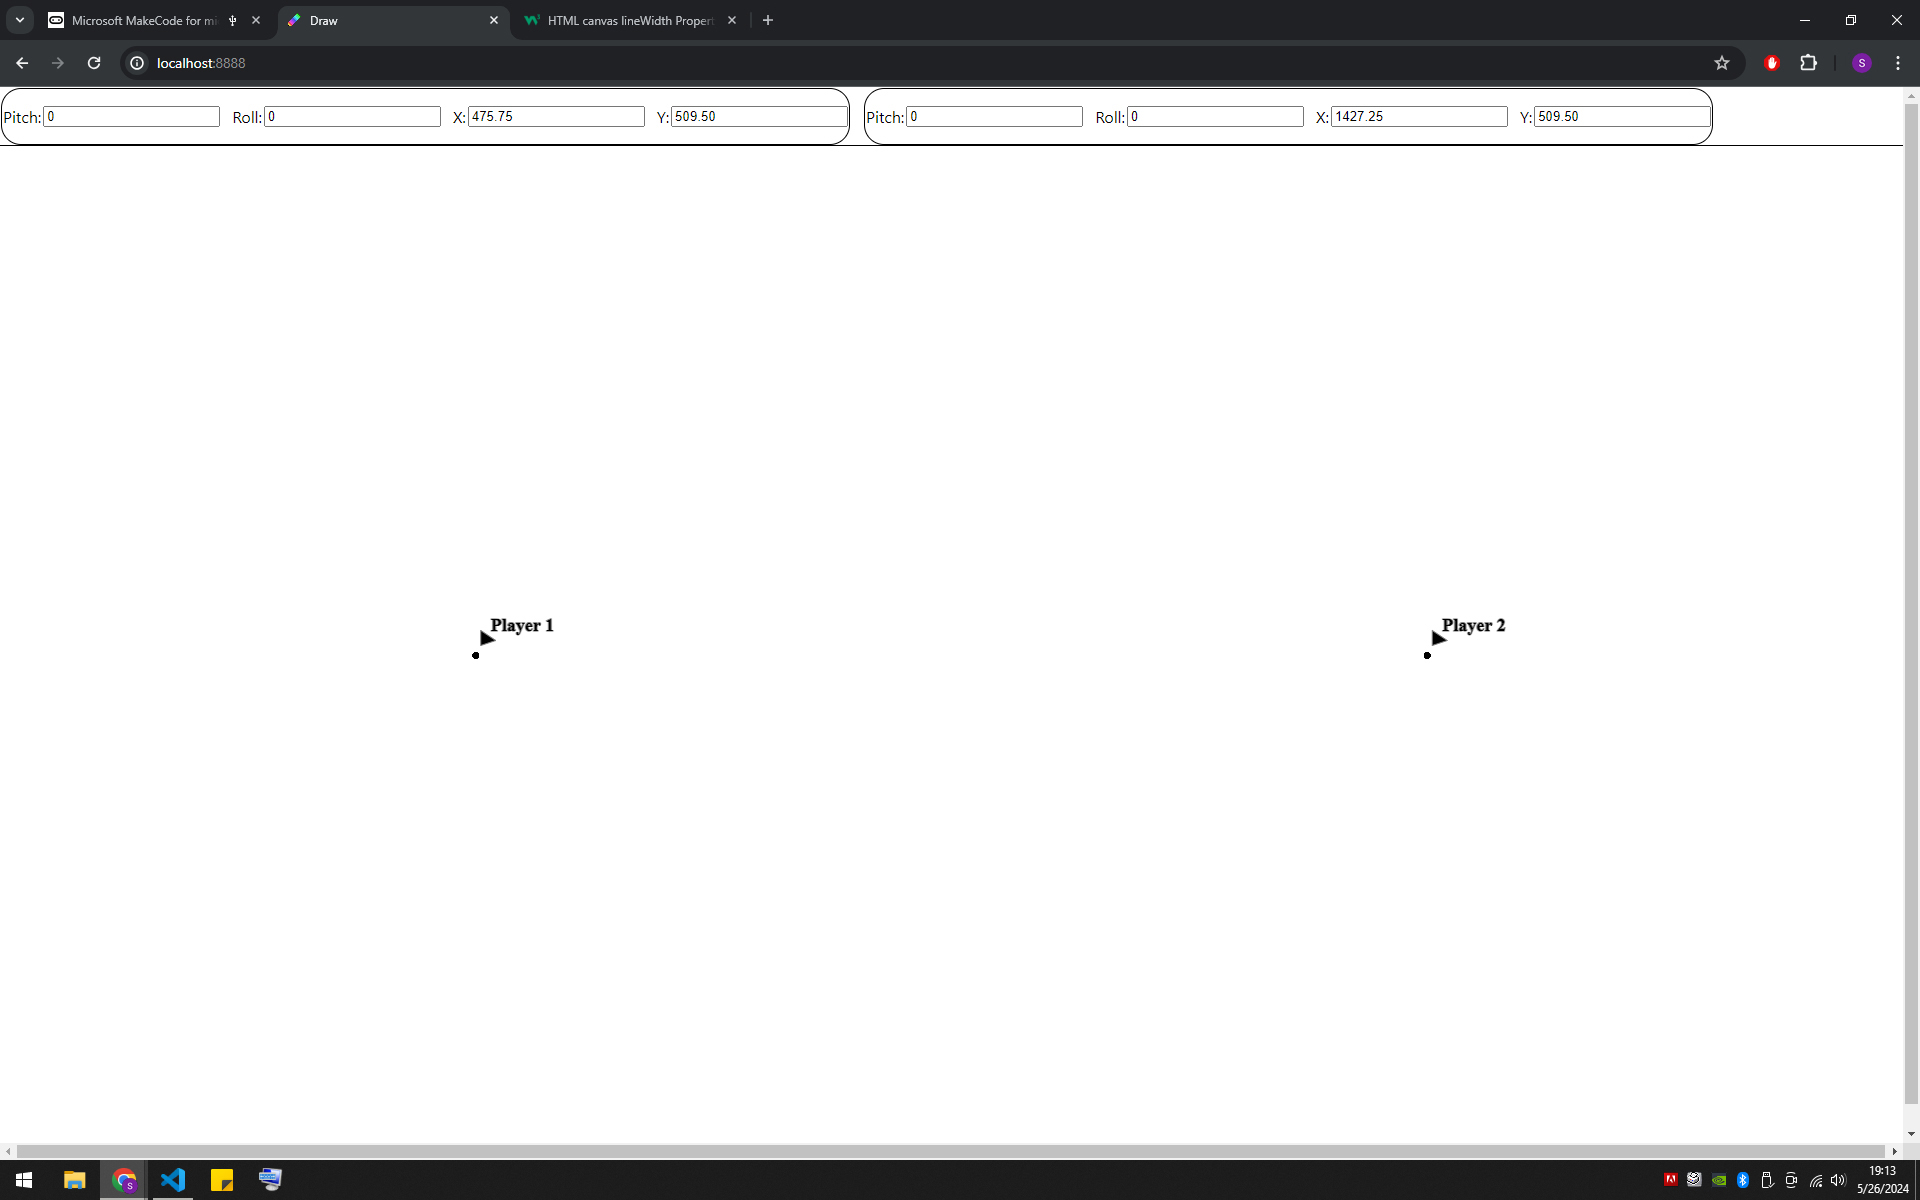 Microsoft MakeCode for mi
Draw
HTML canvas lineWidth Propert
localhost:8888
S
Pitch: 0 Roll: 0 X: 475.75 Y: 509.50 Pitch: 0 Roll: 0 X: 1427.25 Y: 509.50
Player 1 Player 2
S
19:13
5/26/2024